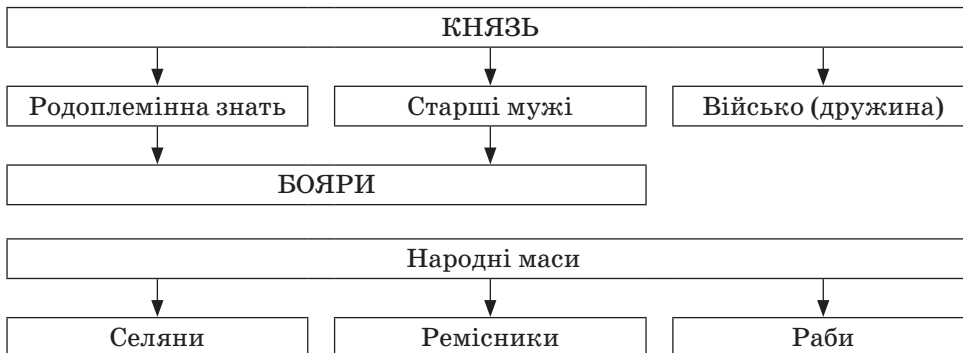 КНЯЗЬ
Родоплемінна знать Старші мужі Військо (дружина)
БОЯРИ
Народні маси
Селяни Ремісники Раби